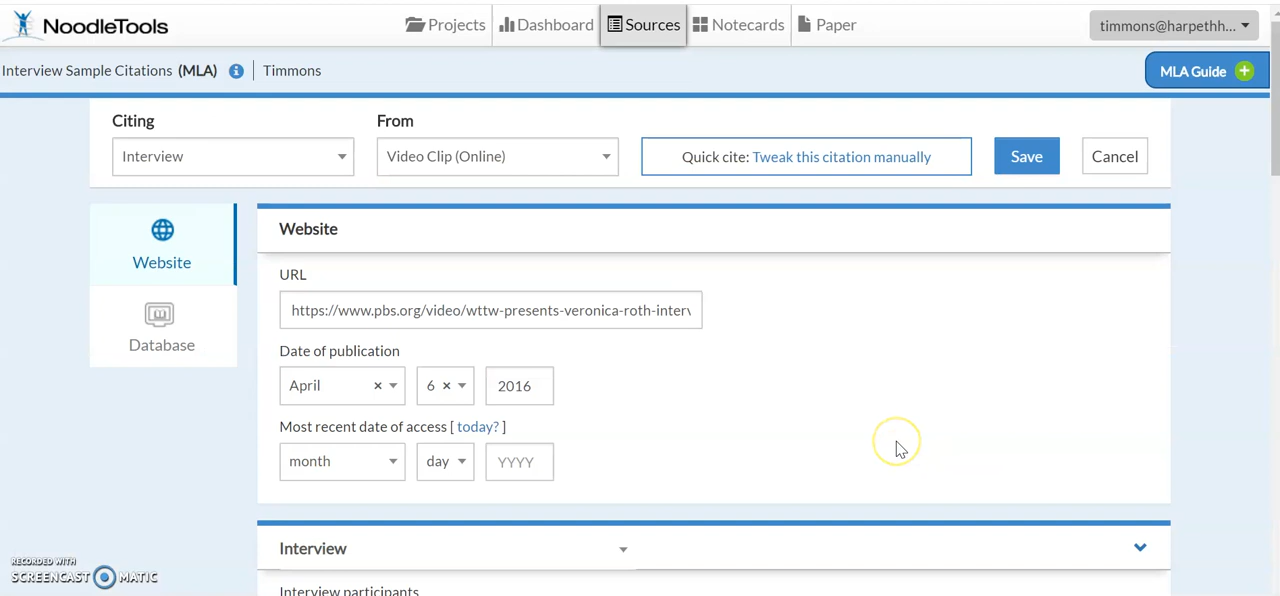 NoodleTools Projects Dashboard Sources Notecards Paper timmons@harpethh...
Interview Sample Citations (MLA) Timmons MLA Guide
Citing From
Interview Video Clip (Online) Quick cite: Tweak this citation manually Save Cancel
Website
Website
Database
URL
https://www.pbs.org/video/wttw-presents-veronica-roth-interv
Date of publication
April × 6 × 2016
Most recent date of access [ today? ]
month day YYYY
Interview
Interview participants
RECORDED WITH
SCREENCAST MATIC